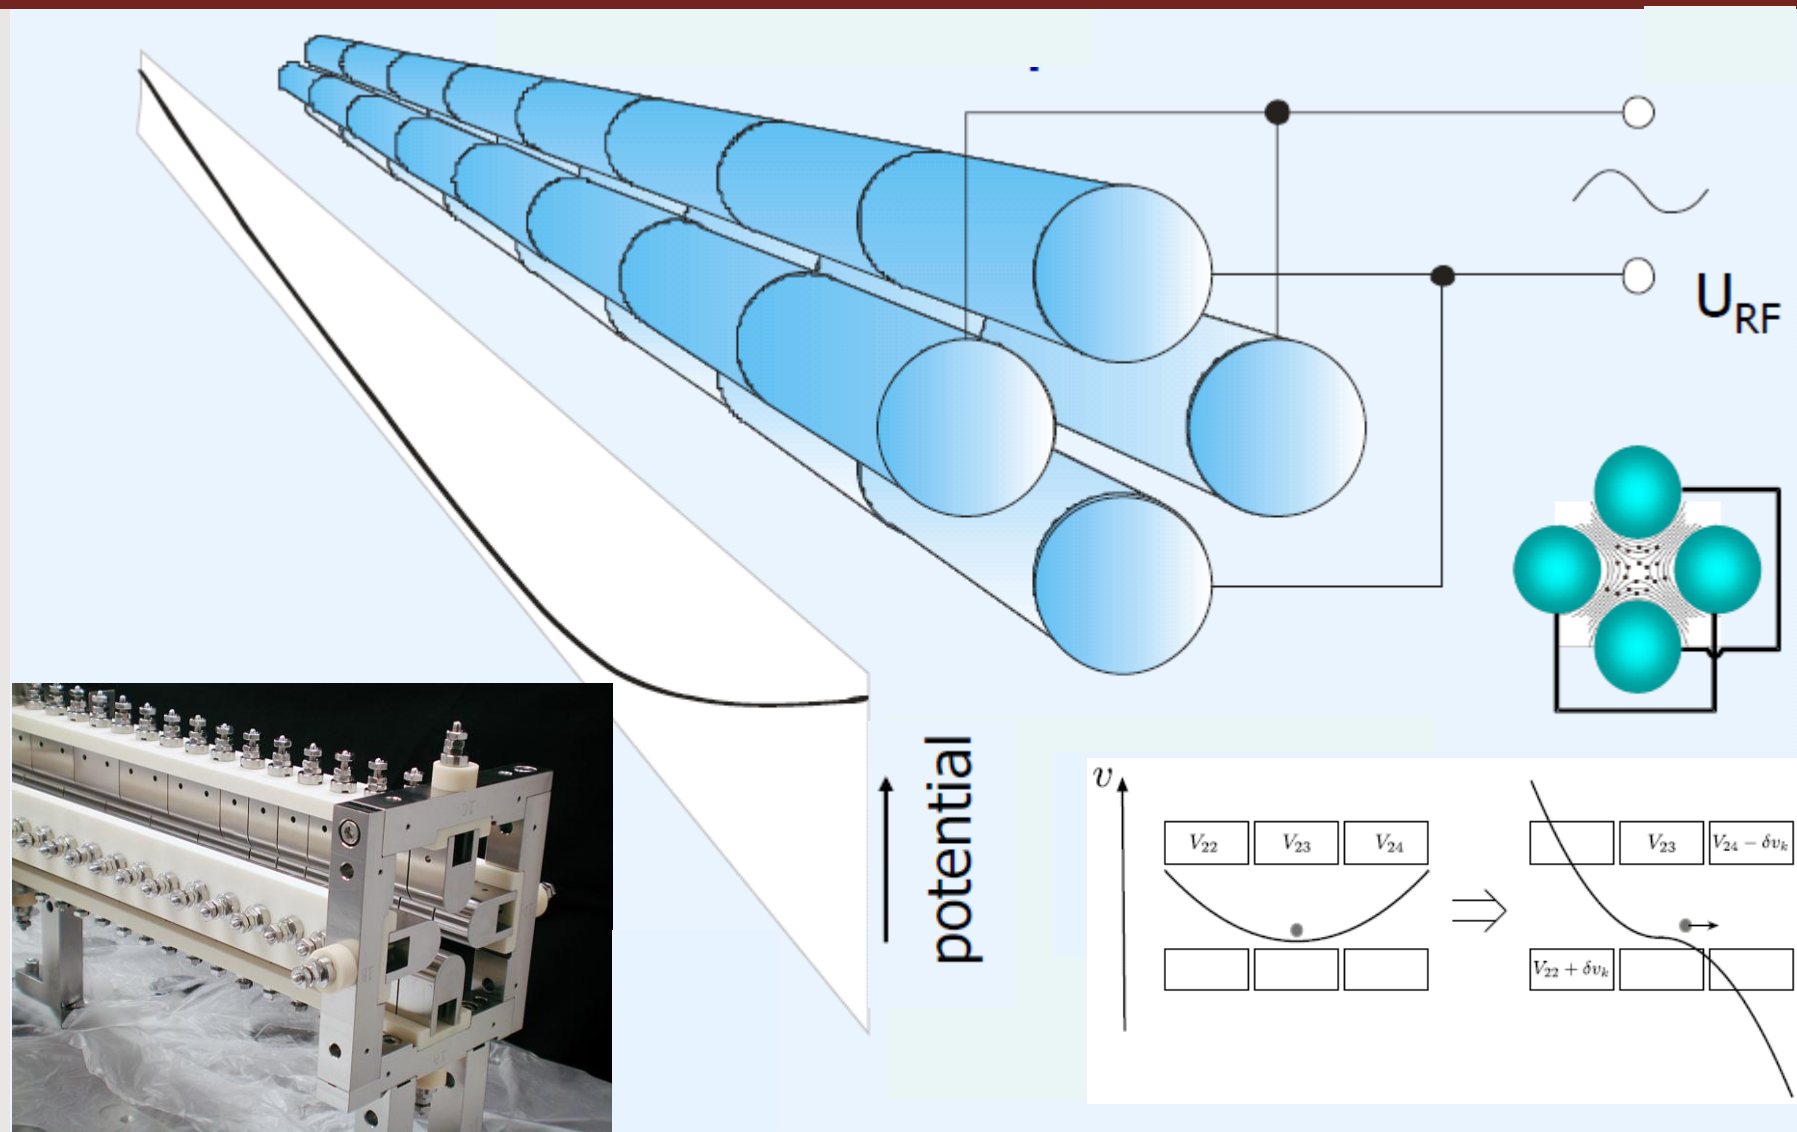 U_RF
potential
υ
V_22 V_23 V_24
V_23 V_24 − δv_k
V_22 + δv_k